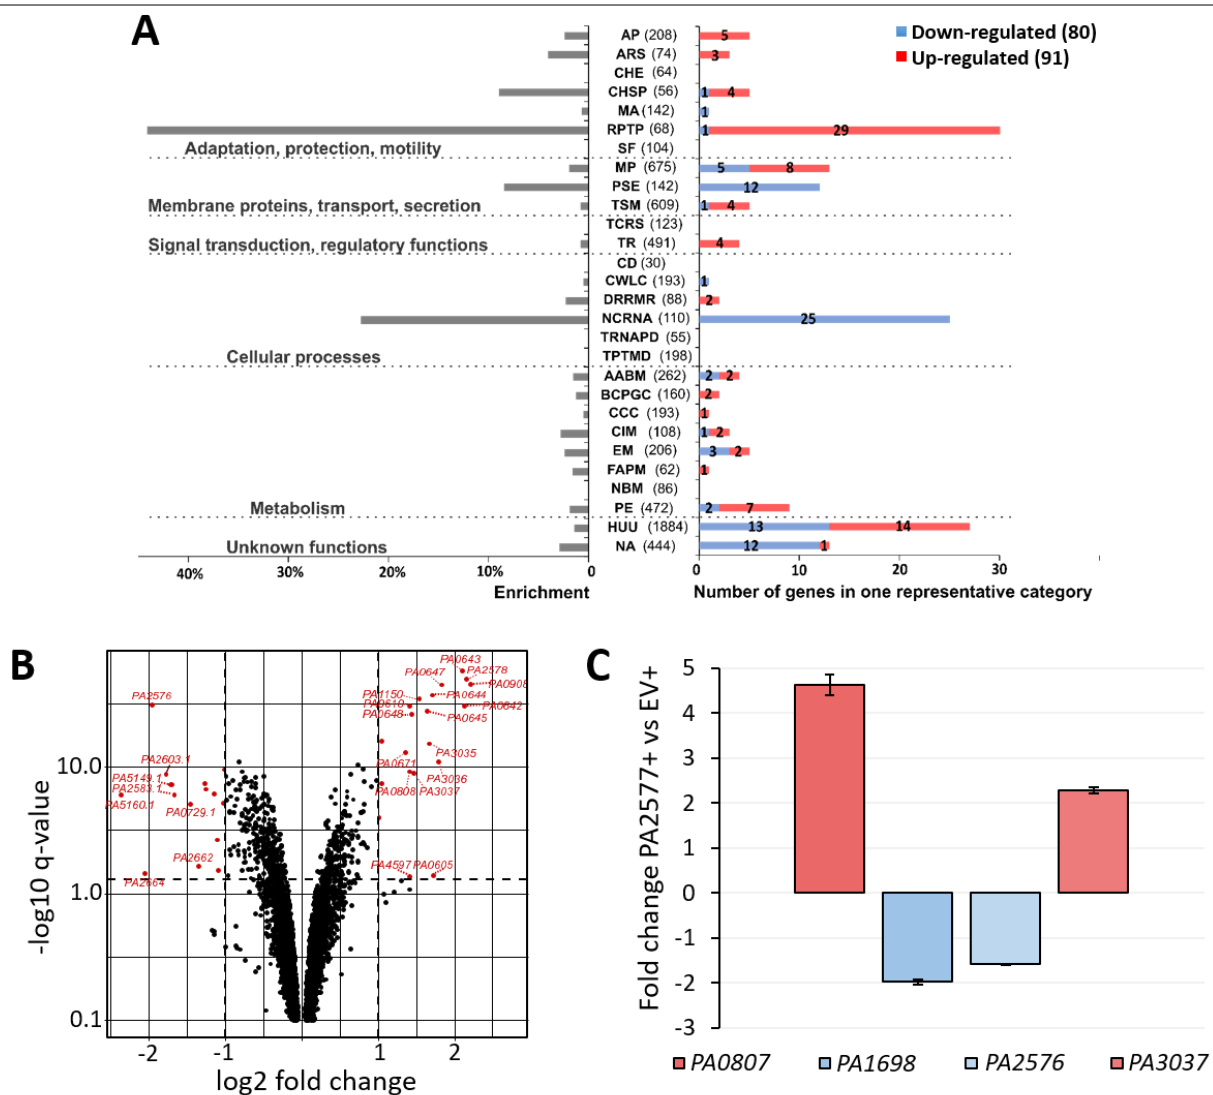 A
Down-regulated (80)
Up-regulated (91)
AP (208) 5
ARS (74) 3
CHE (64)
CHSP (56) 1 4
MA (142) 1
RPTP (68) 1 29
Adaptation, protection, motility SF (104)
MP (675) 5 8
PSE (142) 12
Membrane proteins, transport, secretion TSM (609) 1 4
TCRS (123)
Signal transduction, regulatory functions TR (491) 4
CD (30)
CWLC (193) 1
DRRMR (88) 2
NCRNA (110) 25
TRNAPD (55)
Cellular processes TPTMD (198)
AABM (262) 2 2
BCPGC (160) 2
CCC (193) 1
CIM (108) 1 2
EM (206) 3 2
FAPM (62) 1
NBM (86)
Metabolism PE (472) 2 7
HUU (1884) 13 14
Unknown functions NA (444) 12 1
40% 30% 20% 10% 0 0 10 20 30
Enrichment Number of genes in one representative category
B
PA0643
PA0647 PA2578
PA0908
PA2576 PA1150 PA0644
PA0610 PA0642
PA0648 PA0645
PA2603.1 PA3035
PA0671
PA5149.1 PA3036
PA2583.1 PA0808 PA3037
PA5160.1 PA0729.1
PA2662 PA4597 PA0605
PA2664
10.0
1.0
0.1
-log10 q-value
-2 -1 1 2
log2 fold change
C
Fold change PA2577+ vs EV+
5
4
3
2
1
0
-1
-2
-3
PA0807 PA1698 PA2576 PA3037